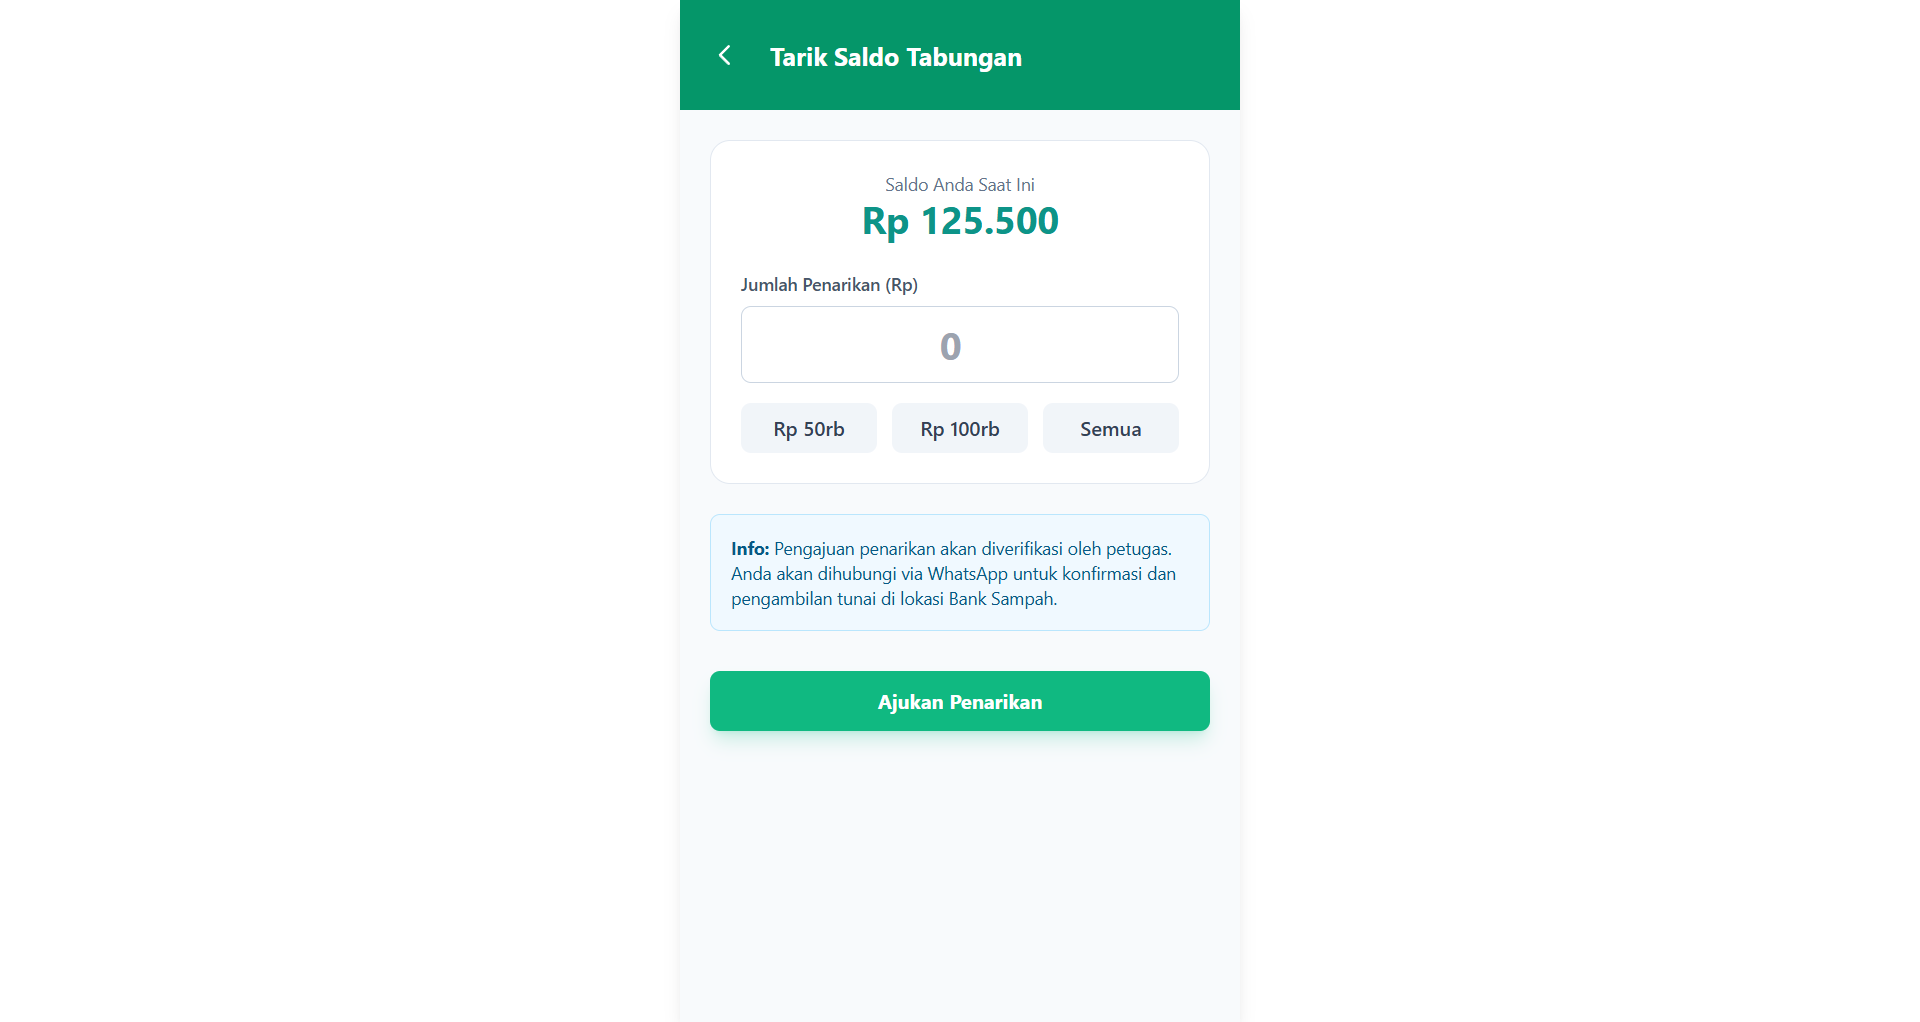 Tarik Saldo Tabungan
Saldo Anda Saat Ini
Rp 125.500
Jumlah Penarikan (Rp)
0
Rp 50rb
Rp 100rb
Semua
Info: Pengajuan penarikan akan diverifikasi oleh petugas.
Anda akan dihubungi via WhatsApp untuk konfirmasi dan
pengambilan tunai di lokasi Bank Sampah.
Ajukan Penarikan